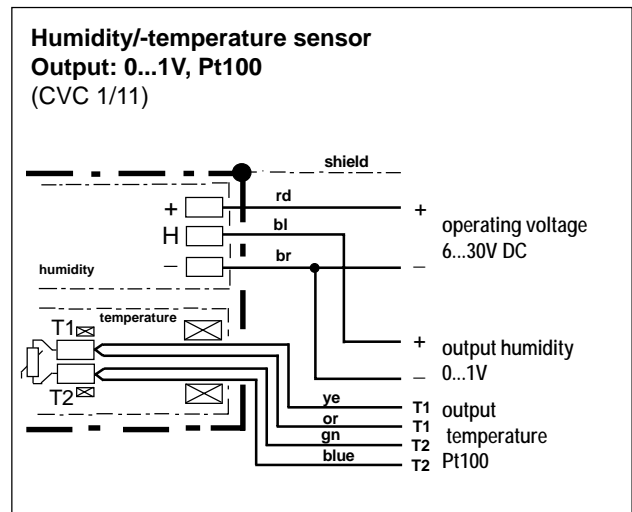 Humidity/-temperature sensor
Output: 0...1V, Pt100
(CVC 1/11)
shield
+
rd
+
H
bl
operating voltage
6...30V DC
–
br
–
humidity
temperature
T1
T2
+
output humidity
–
0...1V
ye
T1
output
or
T1
gn
T2
temperature
blue
T2
Pt100